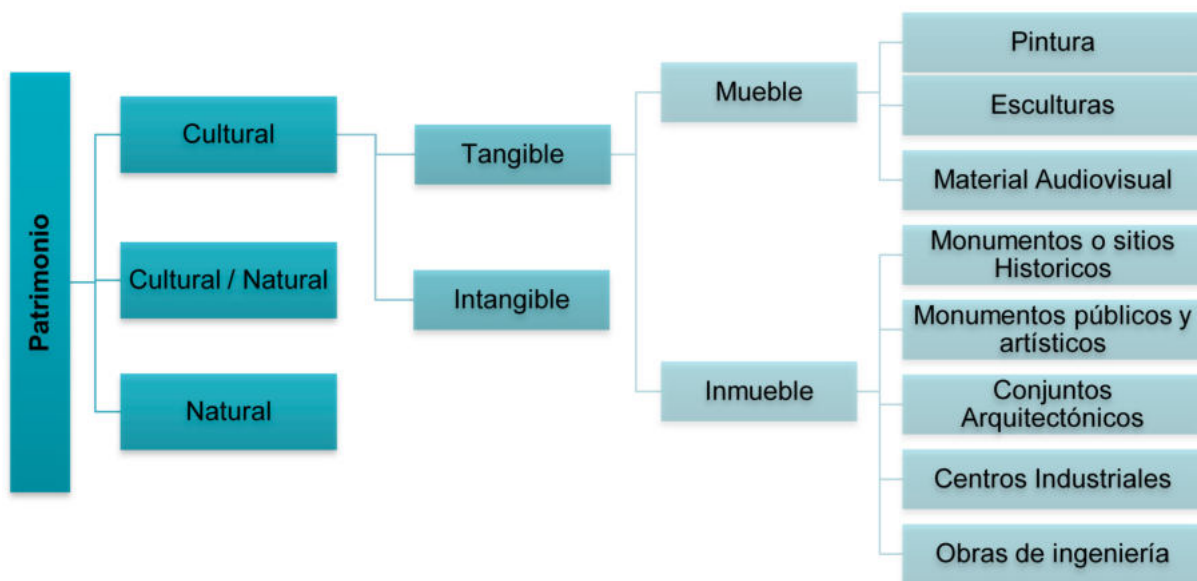 Patrimonio
Cultural
Cultural / Natural
Natural
Tangible
Intangible
Mueble
Inmueble
Pintura
Esculturas
Material Audiovisual
Monumentos o sitios
Historicos
Monumentos públicos y
artísticos
Conjuntos
Arquitectónicos
Centros Industriales
Obras de ingeniería